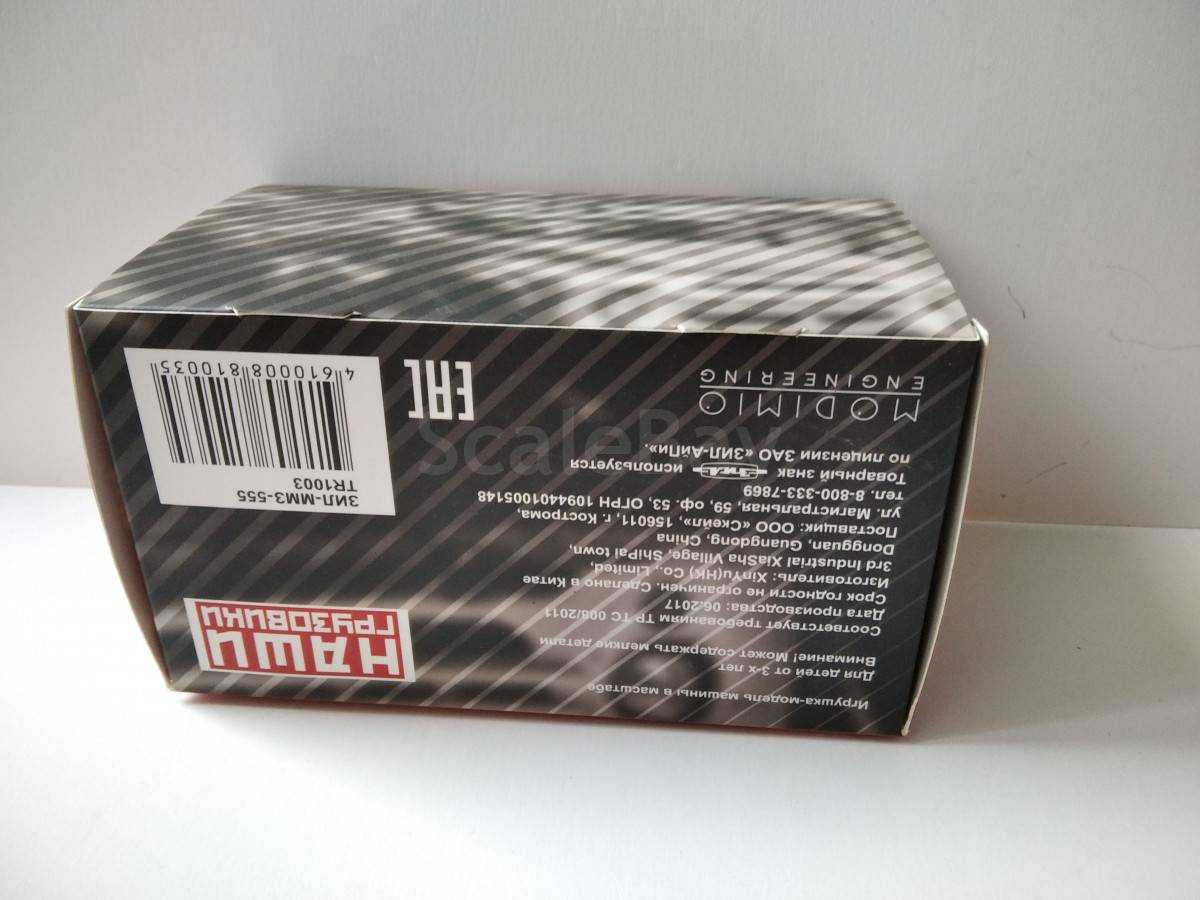 Игрушка-модель машины в масштабе
Для детей от 3-х лет
Внимание! Может содержать мелкие детали
Соответствует требованиям ТР ТС 008/2011
Дата производства: 06.2017
Срок годности не ограничен. Сделано в Китае
Изготовитель: XinYu(HK) Co., Limited,
3rd Industrial XiaSha Village, ShiPai town,
Dongguan, Guangdong, China
Поставщик: ООО «Скейл», 156011, г. Кострома,
ул. Магистральная, 59, оф. 53, ОГРН 1094401005148
тел. 8-800-333-7869
Товарный знак ЗИЛ используется
по лицензии ЗАО «ЗИЛ-АйПи».
MODIMIO
ENGINEERING
НАШИ
ГРУЗОВИКИ
ЗИЛ-ММЗ-555
TR1003
4610008810035
EAC
ScaleBay